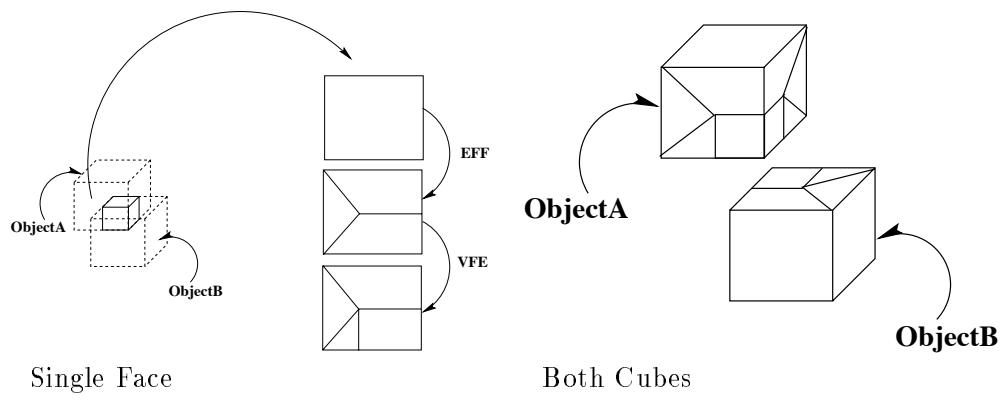 ObjectA
ObjectB
EFF
VFE
Single Face
ObjectA
ObjectB
Both Cubes